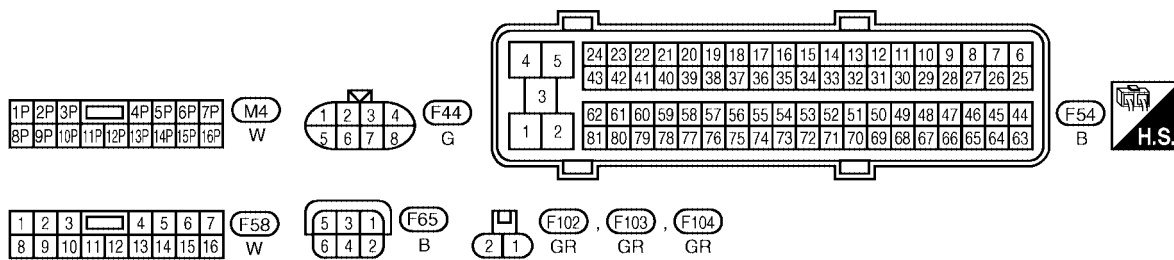 4 5 24 23 22 21 20 19 18 17 16 15 14 13 12 11 10 9 8 7 6
43 42 41 40 39 38 37 36 35 34 33 32 31 30 29 28 27 26 25
3
1 2 62 61 60 59 58 57 56 55 54 53 52 51 50 49 48 47 46 45 44
81 80 79 78 77 76 75 74 73 72 71 70 69 68 67 66 65 64 63
F54
B
H.S.
1P 2P 3P 4P 5P 6P 7P
8P 9P 10P 11P 12P 13P 14P 15P 16P
M4
W
1 2 3 4
5 6 7 8
F44
G
1 2 3 4 5 6 7
8 9 10 11 12 13 14 15 16
F58
W
5 3 1
6 4 2
F65
B
2 1
F102 , F103 , F104
GR GR GR